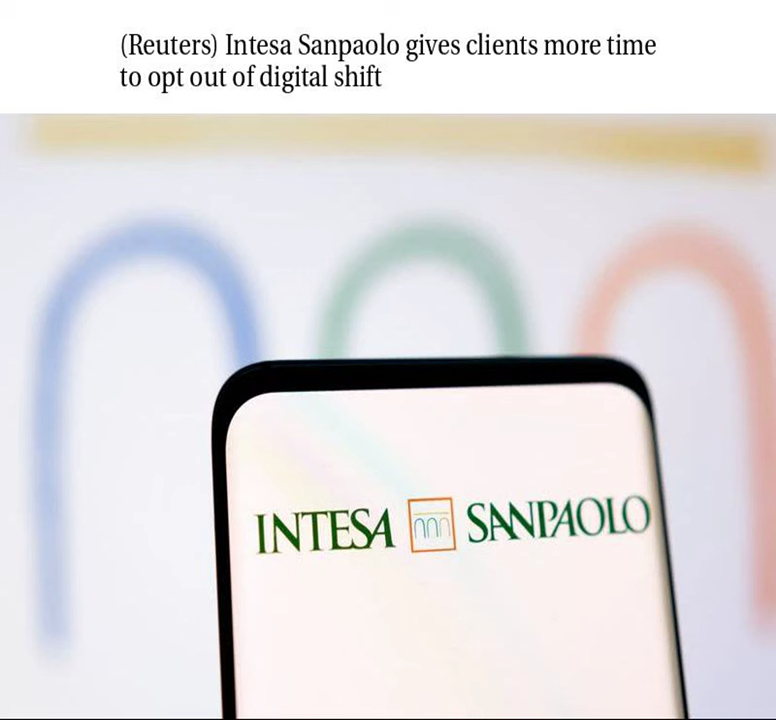 (Reuters) Intesa Sanpaolo gives clients more time
to opt out of digital shift
INTESA SANPAOLO